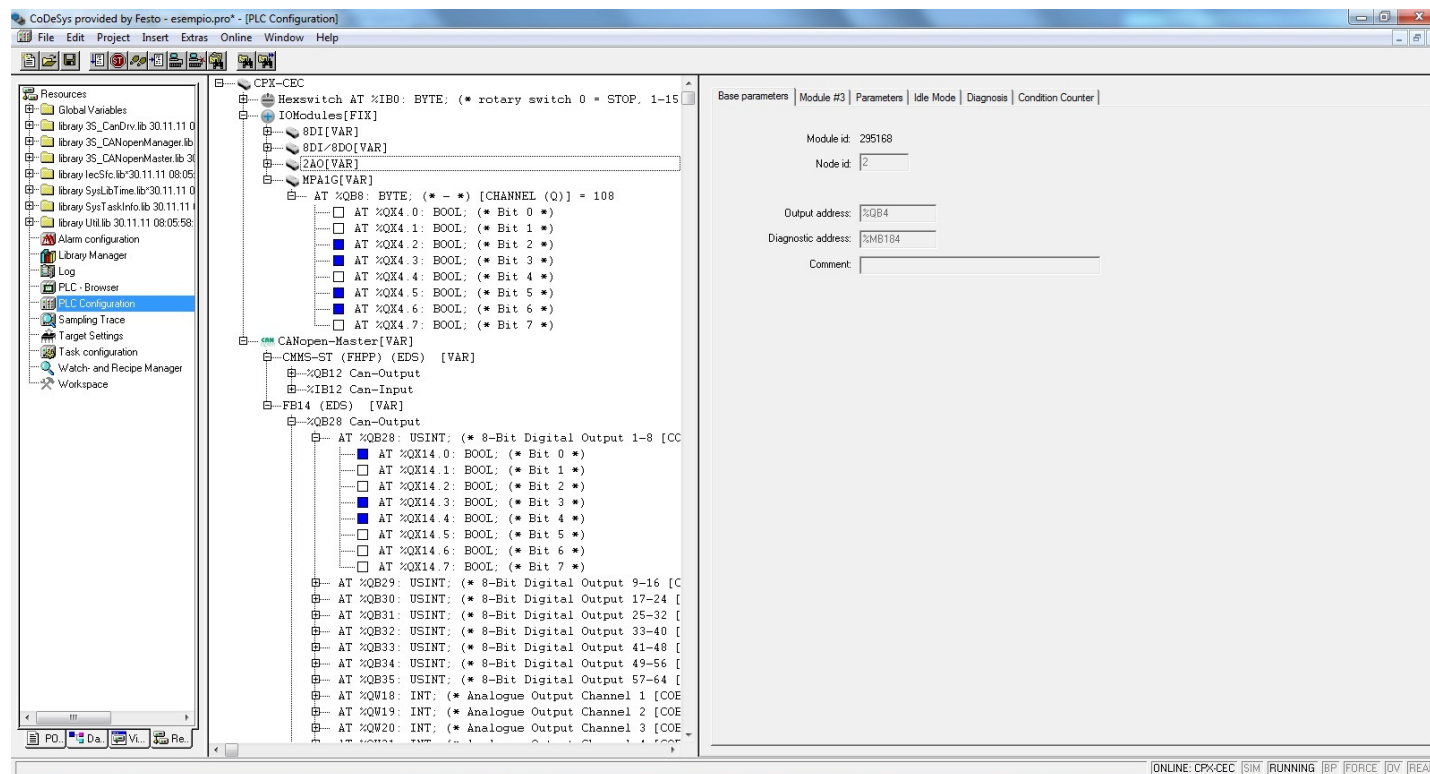 CoDeSys provided by Festo - esempio.pro* - [PLC Configuration]
File Edit Project Insert Extras Online Window Help
Resources
Global Variables
library 3S_CanDrv.lib 30.11.11 0
library 3S_CANopenManager.lib
library 3S_CANopenMaster.lib 30
library Iecsfc.lib*30.11.11 08:05:
library SysLibTime.lib*30.11.11 0
library SysTaskInfo.lib 30.11.11
library Util.lib 30.11.11 08:05:58:
Alarm configuration
Library Manager
Log
PLC - Browser
PLC Configuration
Sampling Trace
Target Settings
Task configuration
Watch- and Recipe Manager
Workspace
PO..
Da..
Vi...
Re..
CPX-CEC
Hexswitch AT %IB0: BYTE; (* rotary switch 0 = STOP, 1-15
IOModules[FIX]
8DI[VAR]
8DI/8DO[VAR]
2AO[VAR]
MPA1G[VAR]
AT %QB8: BYTE; (* - *) [CHANNEL (Q)] = 108
AT %QX4.0: BOOL; (* Bit 0 *)
AT %QX4.1: BOOL; (* Bit 1 *)
AT %QX4.2: BOOL; (* Bit 2 *)
AT %QX4.3: BOOL; (* Bit 3 *)
AT %QX4.4: BOOL; (* Bit 4 *)
AT %QX4.5: BOOL; (* Bit 5 *)
AT %QX4.6: BOOL; (* Bit 6 *)
AT %QX4.7: BOOL; (* Bit 7 *)
CANopen-Master[VAR]
CMMS-ST (FHPP) (EDS) [VAR]
%QB12 Can-Output
%IB12 Can-Input
FB14 (EDS) [VAR]
%QB28 Can-Output
AT %QB28: USINT; (* 8-Bit Digital Output 1-8 [CO
AT %QX14.0: BOOL; (* Bit 0 *)
AT %QX14.1: BOOL; (* Bit 1 *)
AT %QX14.2: BOOL; (* Bit 2 *)
AT %QX14.3: BOOL; (* Bit 3 *)
AT %QX14.4: BOOL; (* Bit 4 *)
AT %QX14.5: BOOL; (* Bit 5 *)
AT %QX14.6: BOOL; (* Bit 6 *)
AT %QX14.7: BOOL; (* Bit 7 *)
AT %QB29: USINT; (* 8-Bit Digital Output 9-16 [C
AT %QB30: USINT; (* 8-Bit Digital Output 17-24 [
AT %QB31: USINT; (* 8-Bit Digital Output 25-32 [
AT %QB32: USINT; (* 8-Bit Digital Output 33-40 [
AT %QB33: USINT; (* 8-Bit Digital Output 41-48 [
AT %QB34: USINT; (* 8-Bit Digital Output 49-56 [
AT %QB35: USINT; (* 8-Bit Digital Output 57-64 [
AT %QW18: INT; (* Analogue Output Channel 1 [COE
AT %QW19: INT; (* Analogue Output Channel 2 [COE
AT %QW20: INT; (* Analogue Output Channel 3 [COE
Base parameters Module #3 Parameters Idle Mode Diagnosis Condition Counter
Module id: 295168
Node id: 2
Output address: %QB4
Diagnostic address: %MB184
Comment:
ONLINE: CPX-CEC SIM RUNNING BP FORCE OV REA